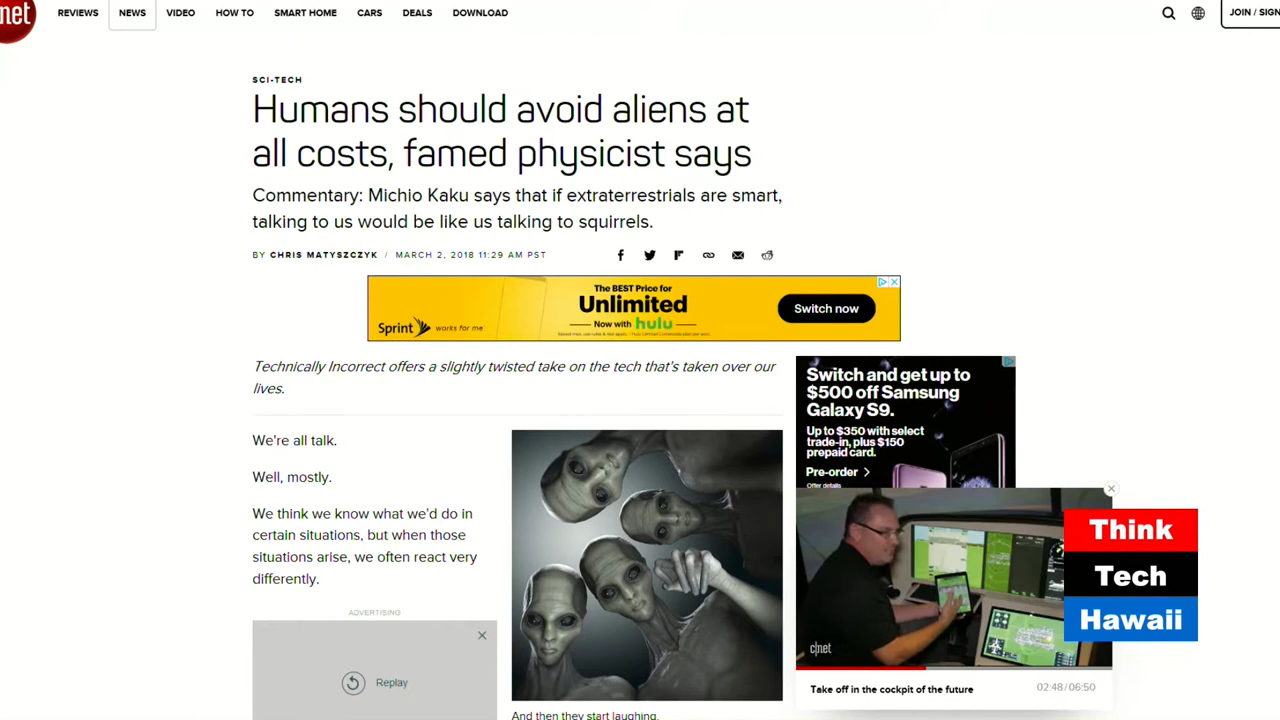 net
REVIEWS
NEWS
VIDEO
HOW TO
SMART HOME
CARS
DEALS
DOWNLOAD
JOIN / SIGN
SCI-TECH
Humans should avoid aliens at
all costs, famed physicist says
Commentary: Michio Kaku says that if extraterrestrials are smart,
talking to us would be like us talking to squirrels.
BY CHRIS MATYSZCZYK / MARCH 2, 2018 11:29 AM PST
Sprint works for me
The BEST Price for
Unlimited
Now with hulu
Switch now
Technically Incorrect offers a slightly twisted take on the tech that's taken over our
lives.
We're all talk.
Well, mostly.
We think we know what we'd do in
certain situations, but when those
situations arise, we often react very
differently.
ADVERTISING
Replay
And then they start laughing.
Switch and get up to
$500 off Samsung
Galaxy S9.
Up to $350 with select
trade-in, plus $150
prepaid card.
Pre-order
Offer details
c|net
Take off in the cockpit of the future
02:48 / 06:50
Think
Tech
Hawaii